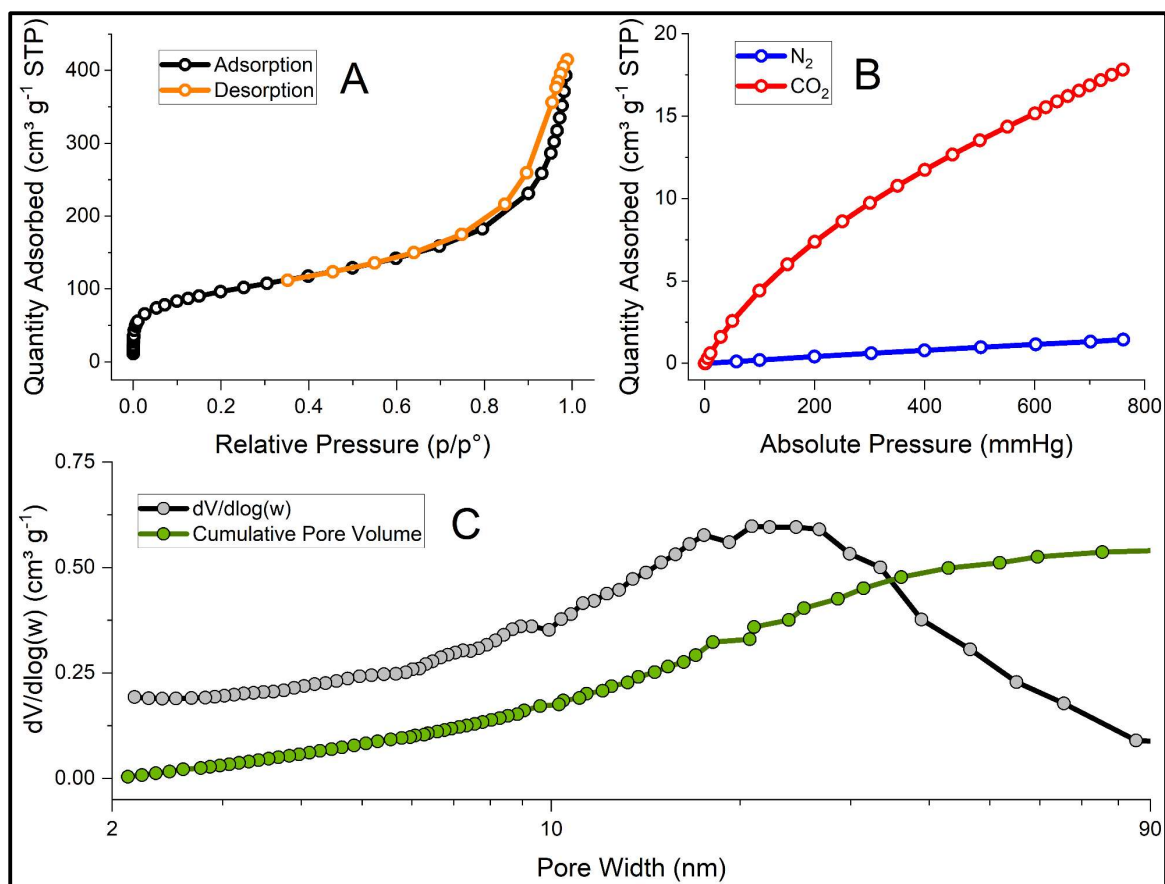 A
Adsorption
Desorption
Quantity Adsorbed (cm³ g⁻¹ STP)
400
300
200
100
0
0.0 0.2 0.4 0.6 0.8 1.0
Relative Pressure (p/p°)
B
N₂
CO₂
Quantity Adsorbed (cm³ g⁻¹ STP)
20
15
10
5
0
0 200 400 600 800
Absolute Pressure (mmHg)
C
dV/dlog(w)
Cumulative Pore Volume
dV/dlog(w) (cm³ g⁻¹)
0.75
0.50
0.25
0.00
2 10 90
Pore Width (nm)